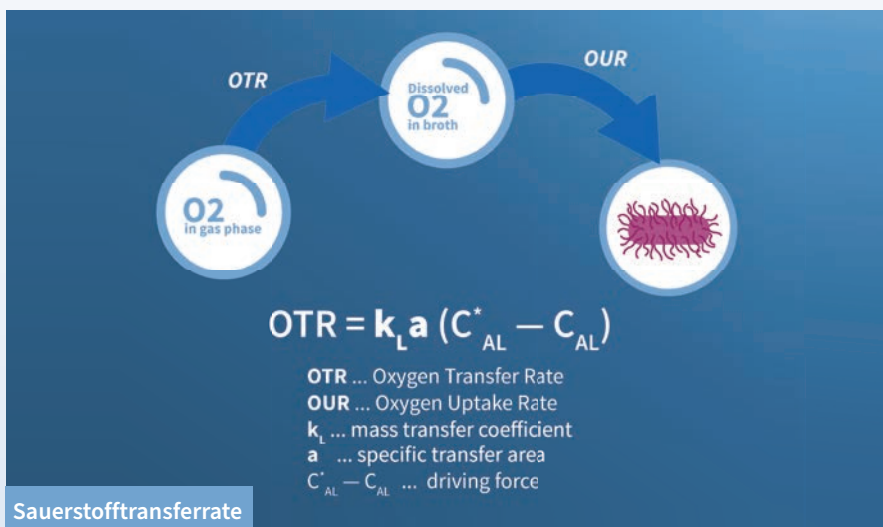 OTR
OUR
Dissolved
O2
in broth
O2
in gas phase
OTR = kLa (C*AL — CAL)
OTR ... Oxygen Transfer Rate
OUR ... Oxygen Uptake Rate
kL ... mass transfer coefficient
a ... specific transfer area
C*AL — CAL ... driving force
Sauerstofftransferrate